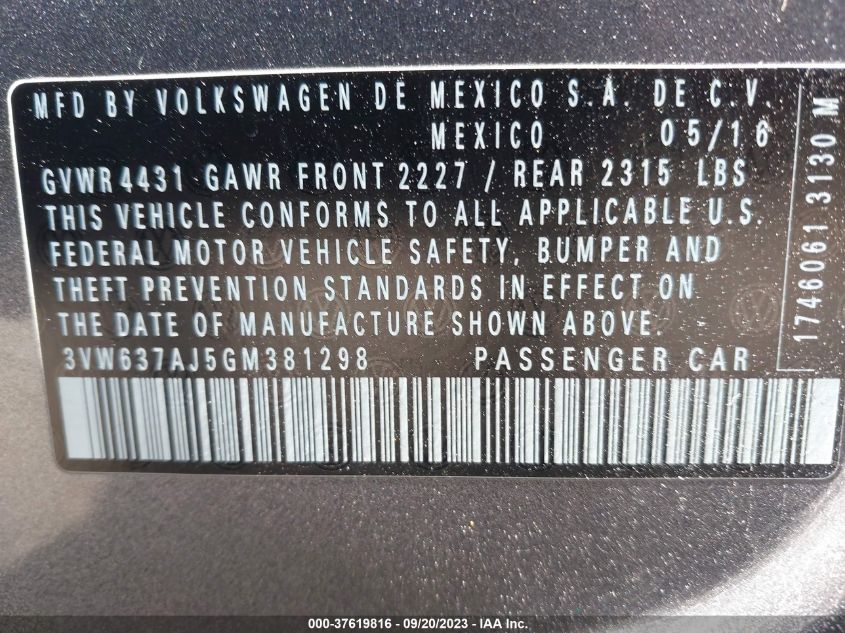 MFD BY VOLKSWAGEN DE MEXICO S.A. DE C.V.
MEXICO 05/16
GVWR 4431 GAWR FRONT 2227 / REAR 2315 LBS
THIS VEHICLE CONFORMS TO ALL APPLICABLE U.S.
FEDERAL MOTOR VEHICLE SAFETY, BUMPER AND
THEFT PREVENTION STANDARDS IN EFFECT ON
THE DATE OF MANUFACTURE SHOWN ABOVE.
3VW637AJ5GM381298 PASSENGER CAR
1746061 3130 M
000-37619816 - 09/20/2023 - IAA Inc.